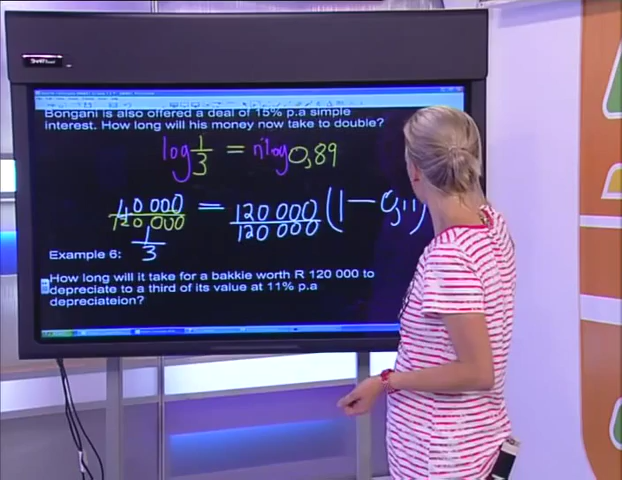 Bongani is also offered a deal of 15% p.a simple
interest. How long will his money now take to double?
log 1/3 = n log 0,89
40 000/120 000 = 120 000/120 000 (1 - 0,11)
1/3
Example 6:
How long will it take for a bakkie worth R 120 000 to
depreciate to a third of its value at 11% p.a
depreciateion?